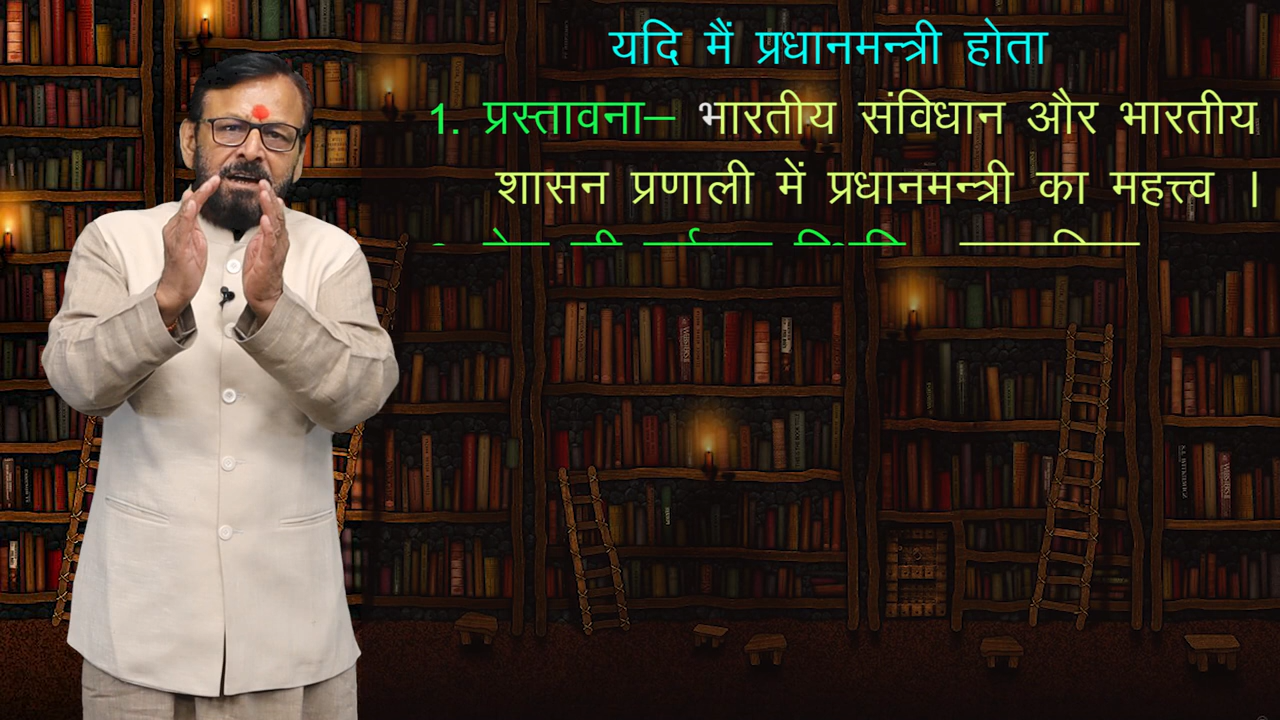 यदि मैं प्रधानमन्त्री होता
1. प्रस्तावना— भारतीय संविधान और भारतीय
शासन प्रणाली में प्रधानमन्त्री का महत्त्व ।